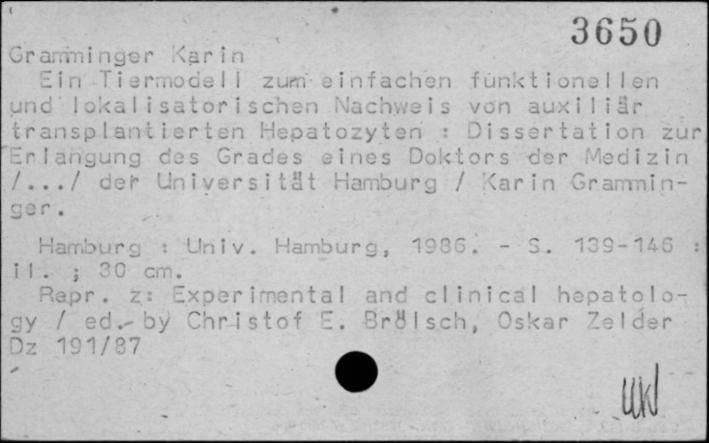 3650
Gramminger Karin
Ein Tiermodell zum einfachen funktionellen
und lokalisatorischen Nachweis von auxiliär
transplantierten Hepatozyten : Dissertation zur
Erlangung des Grades eines Doktors der Medizin
/.../ der Universität Hamburg / Karin Grammin-
ger.
Hamburg : Univ. Hamburg, 1986. - S. 139-146 :
il. ; 30 cm.
Repr. z: Experimental and clinical hepatolo-
gy / ed. by Christof E. Brölsch, Oskar Zelder
Dz 191/87